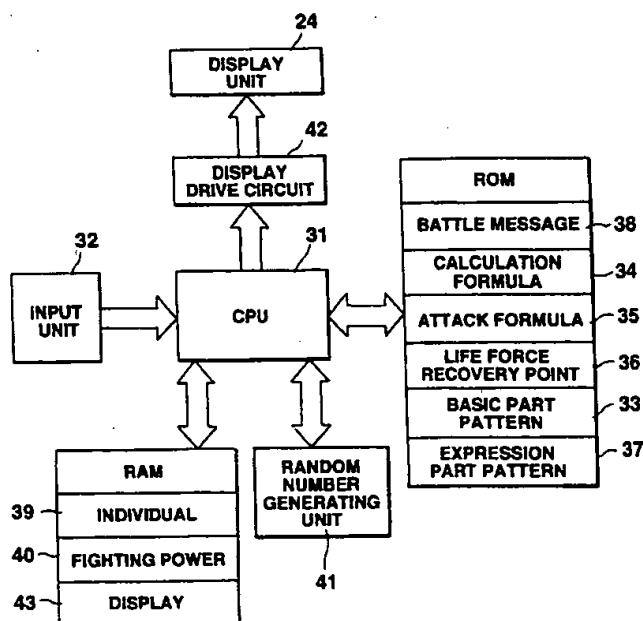 24
DISPLAY
UNIT
42
DISPLAY
DRIVE CIRCUIT
32
INPUT
UNIT
31
CPU
ROM
BATTLE MESSAGE
38
CALCULATION
FORMULA
34
ATTACK FORMULA
35
LIFE FORCE
RECOVERY POINT
36
BASIC PART
PATTERN
33
EXPRESSION
PART PATTERN
37
RAM
39
INDIVIDUAL
40
FIGHTING POWER
43
DISPLAY
RANDOM
NUMBER
GENERATING
UNIT
41